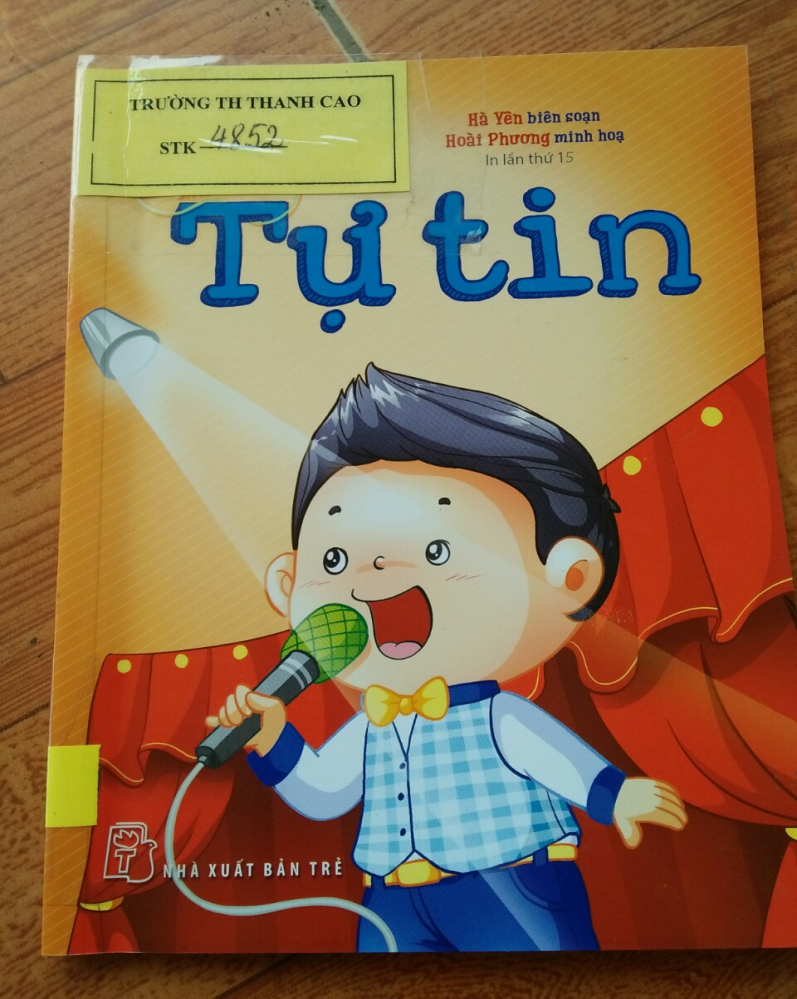 TRƯỜNG TH THANH CAO
STK 4852
Hà Yên biên soạn
Hoài Phương minh hoạ
In lần thứ 15
Tự tin
T
NHÀ XUẤT BẢN TRẺ